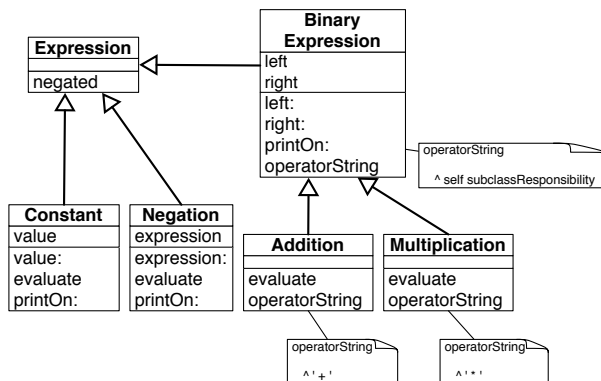 Expression
negated
Binary
Expression
left
right
left:
right:
printOn:
operatorString
operatorString
^ self subclassResponsibility
Constant
value
value:
evaluate
printOn:
Negation
expression
expression:
evaluate
printOn:
Addition
evaluate
operatorString
Multiplication
evaluate
operatorString
operatorString
^ ' + '
operatorString
^ ' * '